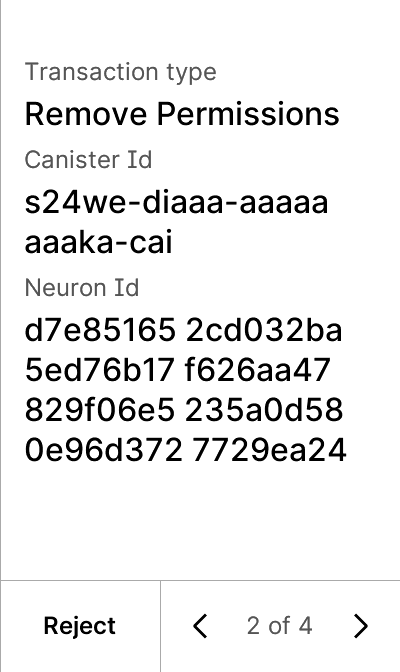 Transaction type
Remove Permissions
Canister Id
s24we-diaaa-aaaaa
aaaka-cai
Neuron Id
d7e85165 2cd032ba
5ed76b17 f626aa47
829f06e5 235a0d58
0e96d372 7729ea24
Reject
2 of 4